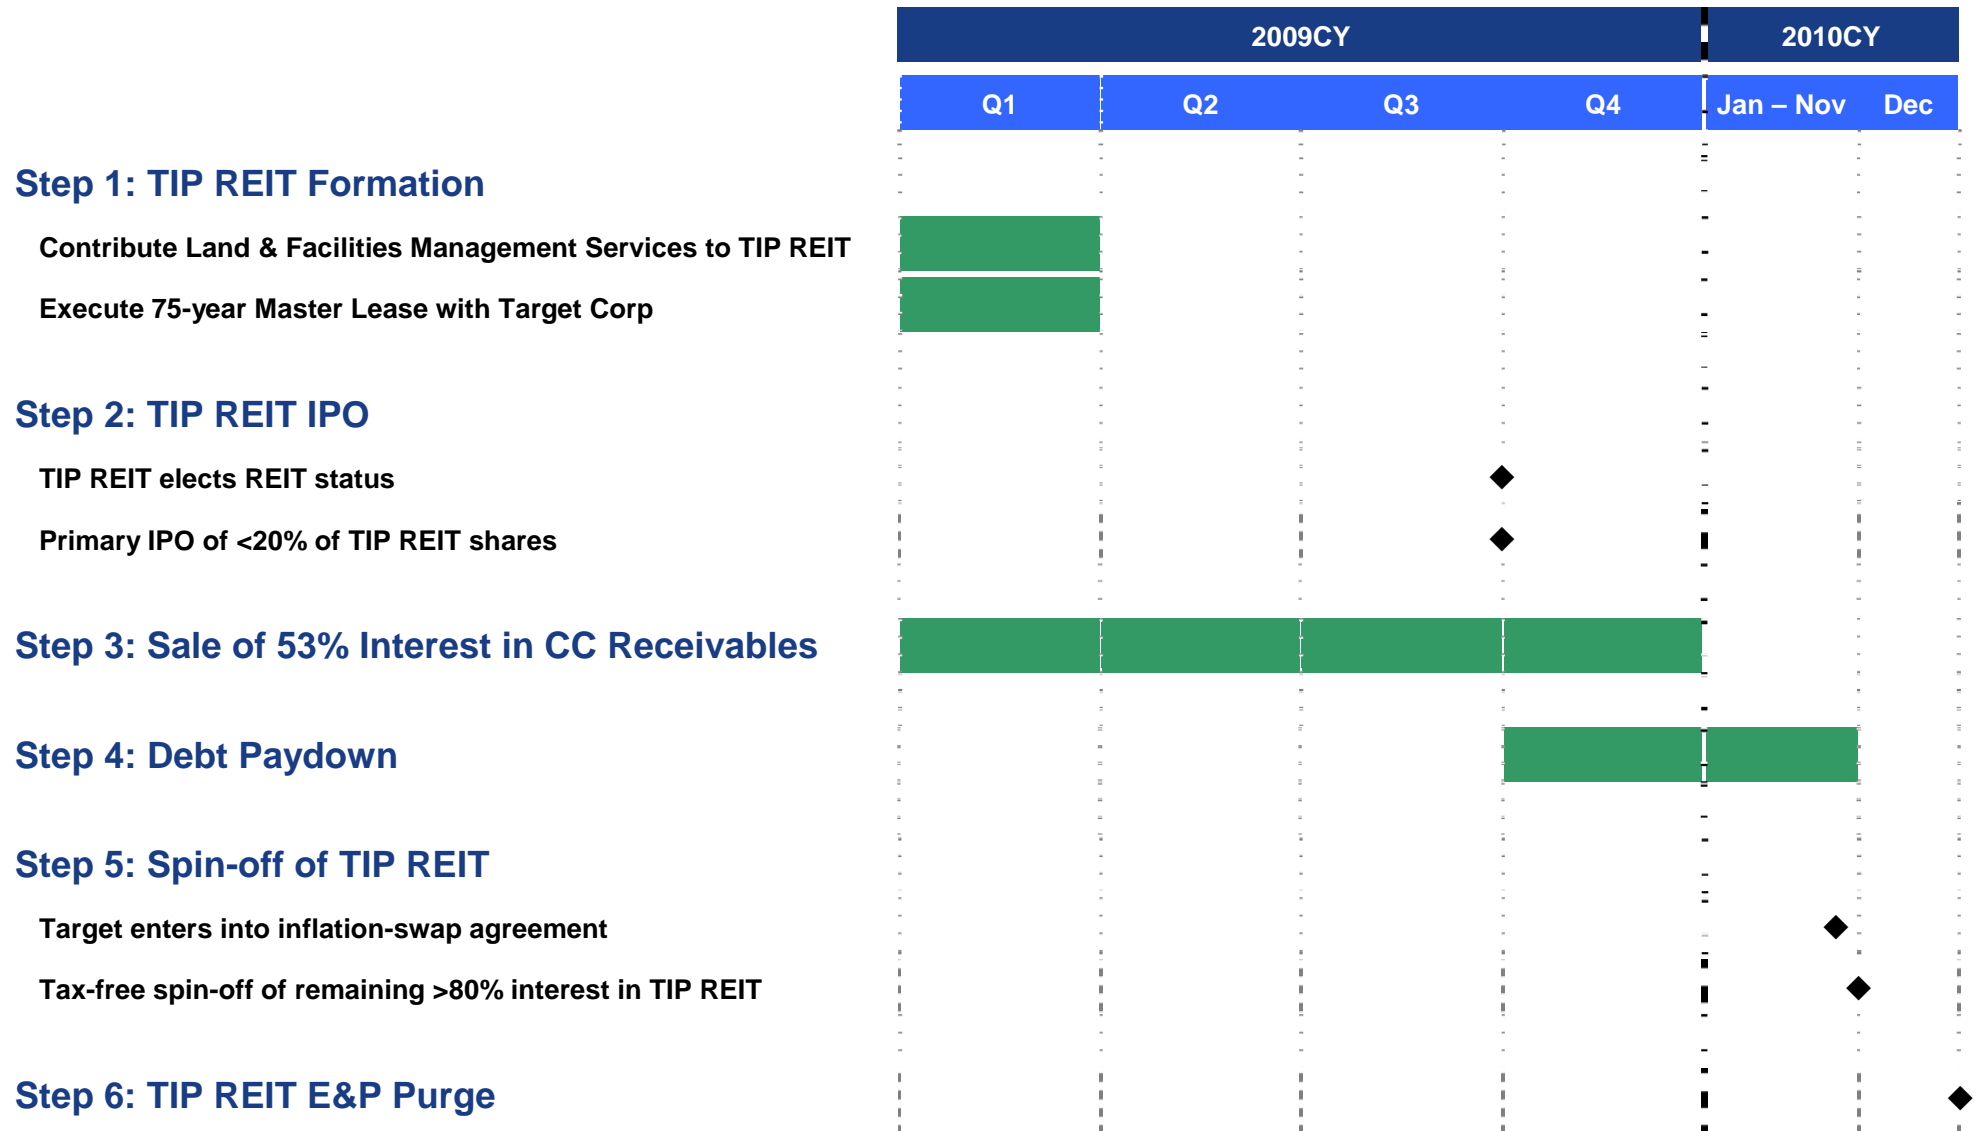 2009CY 2010CY
Q1 Q2 Q3 Q4 Jan – Nov Dec
Step 1: TIP REIT Formation
Contribute Land & Facilities Management Services to TIP REIT
Execute 75-year Master Lease with Target Corp
Step 2: TIP REIT IPO
TIP REIT elects REIT status
Primary IPO of <20% of TIP REIT shares
Step 3: Sale of 53% Interest in CC Receivables
Step 4: Debt Paydown
Step 5: Spin-off of TIP REIT
Target enters into inflation-swap agreement
Tax-free spin-off of remaining >80% interest in TIP REIT
Step 6: TIP REIT E&P Purge